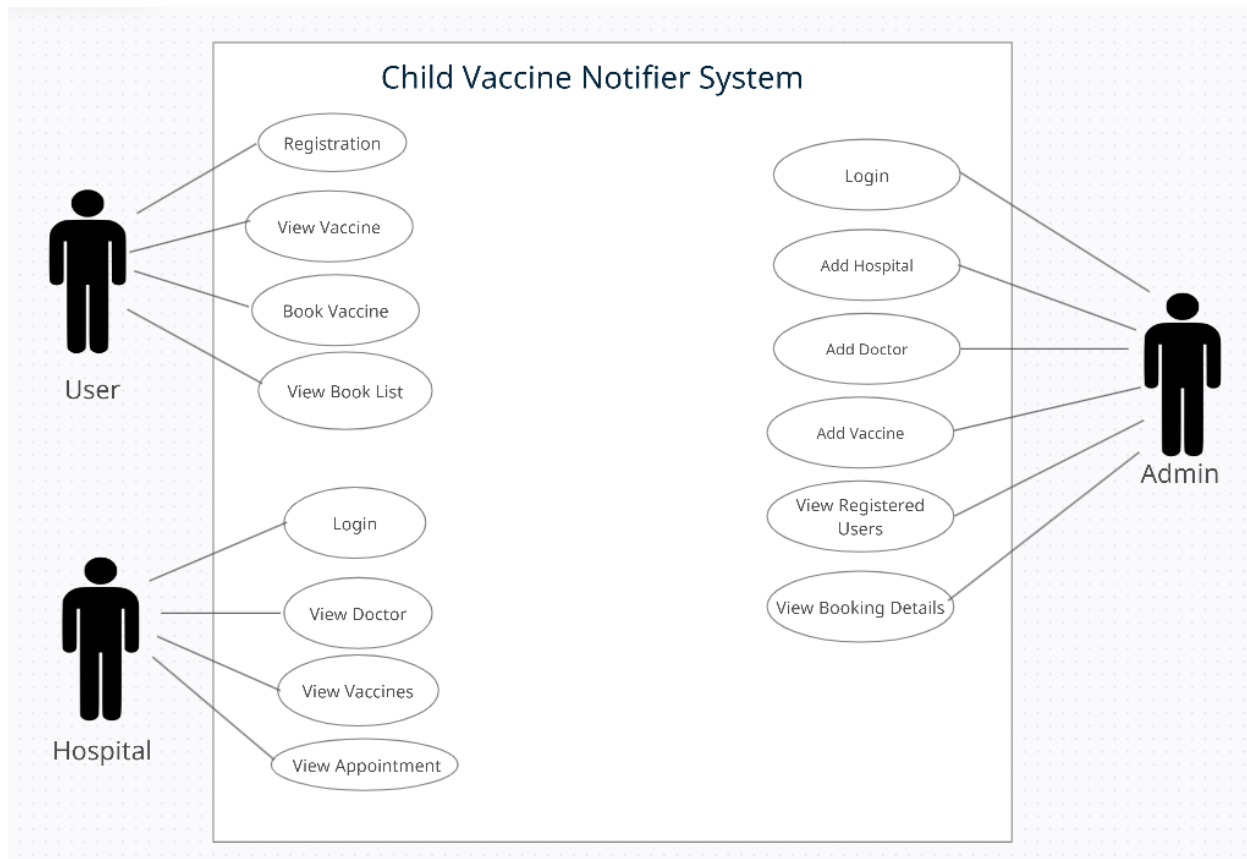 Child Vaccine Notifier System
Registration
View Vaccine
Book Vaccine
View Book List
User
Login
View Doctor
View Vaccines
View Appointment
Hospital
Login
Add Hospital
Add Doctor
Add Vaccine
View Registered
Users
View Booking Details
Admin